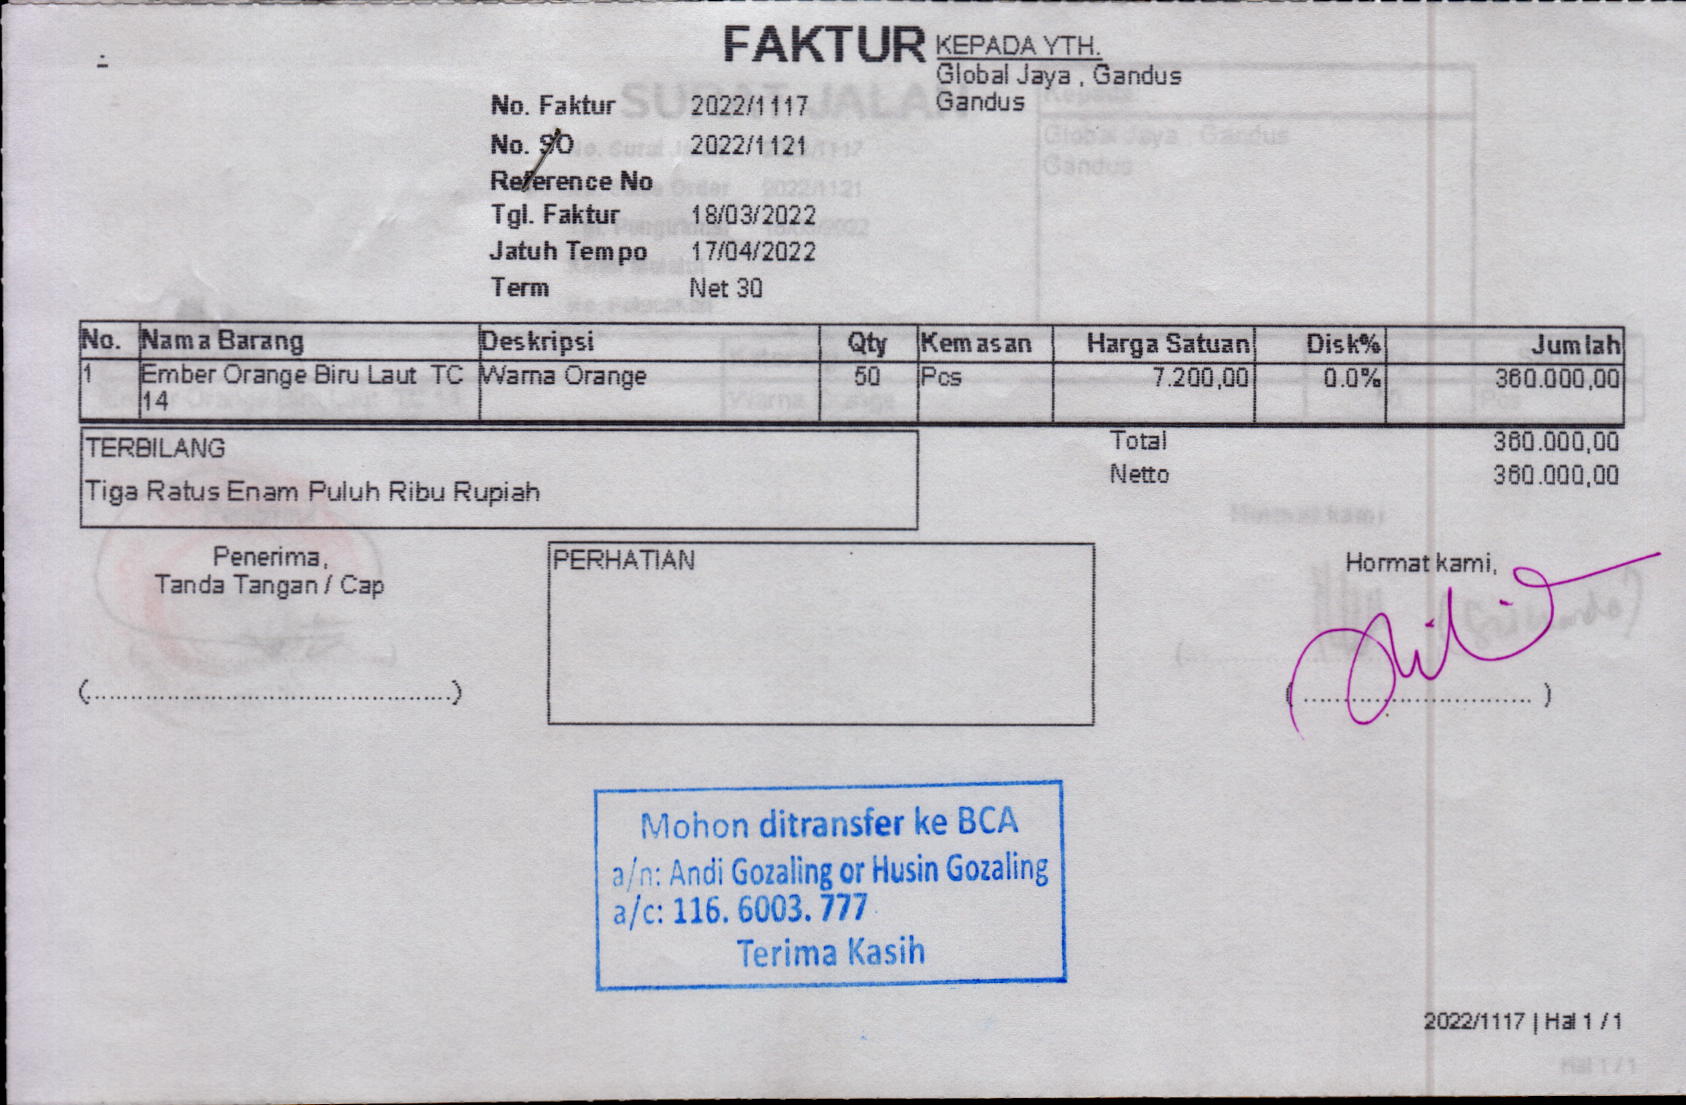 FAKTUR
KEPADA YTH.
Global Jaya , Gandus
Gandus
No. Faktur 2022/1117
No. SO 2022/1121
Reference No
Tgl. Faktur 18/03/2022
Jatuh Tempo 17/04/2022
Term Net 30
No. Nama Barang Deskripsi Qty Kemasan Harga Satuan Disk% Jumlah
1 Ember Orange Biru Laut TC Warna Orange 50 Pcs 7.200,00 0.0% 360.000,00
14
TERBILANG
Tiga Ratus Enam Puluh Ribu Rupiah
Total 360.000,00
Netto 360.000,00
Penerima,
Tanda Tangan / Cap
(............................................)
PERHATIAN
Hormat kami,
(............................)
Mohon ditransfer ke BCA
a/n: Andi Gozaling or Husin Gozaling
a/c: 116. 6003. 777
Terima Kasih
2022/1117 | Hal 1 / 1